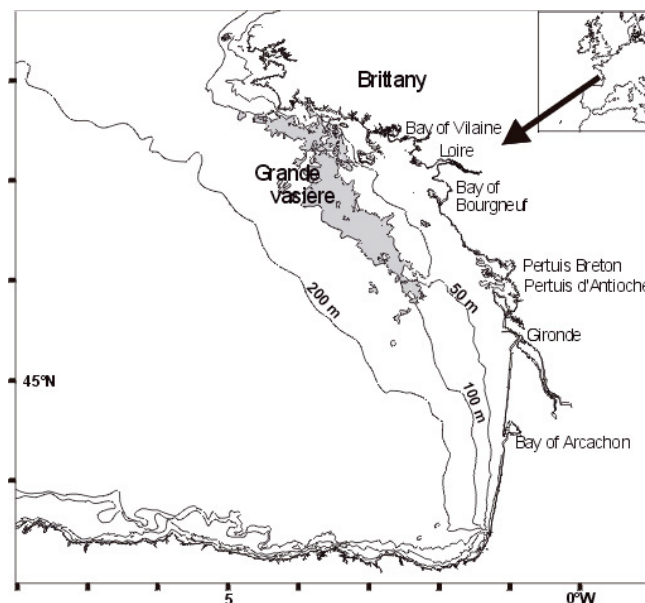 Brittany
Bay of Vilaine
Loire
Grande
vasière
Bay of
Bourgneuf
Pertuis Breton
Pertuis d'Antioche
200 m
50 m
Gironde
45°N
100 m
Bay of Arcachon
5
0°W